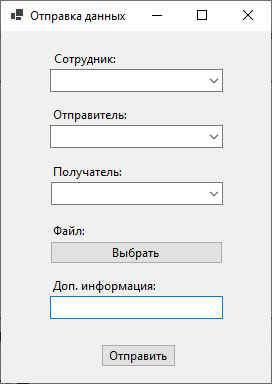 Отправка данных
Сотрудник:
Отправитель:
Получатель:
Файл:
Выбрать
Доп. информация:
Отправить